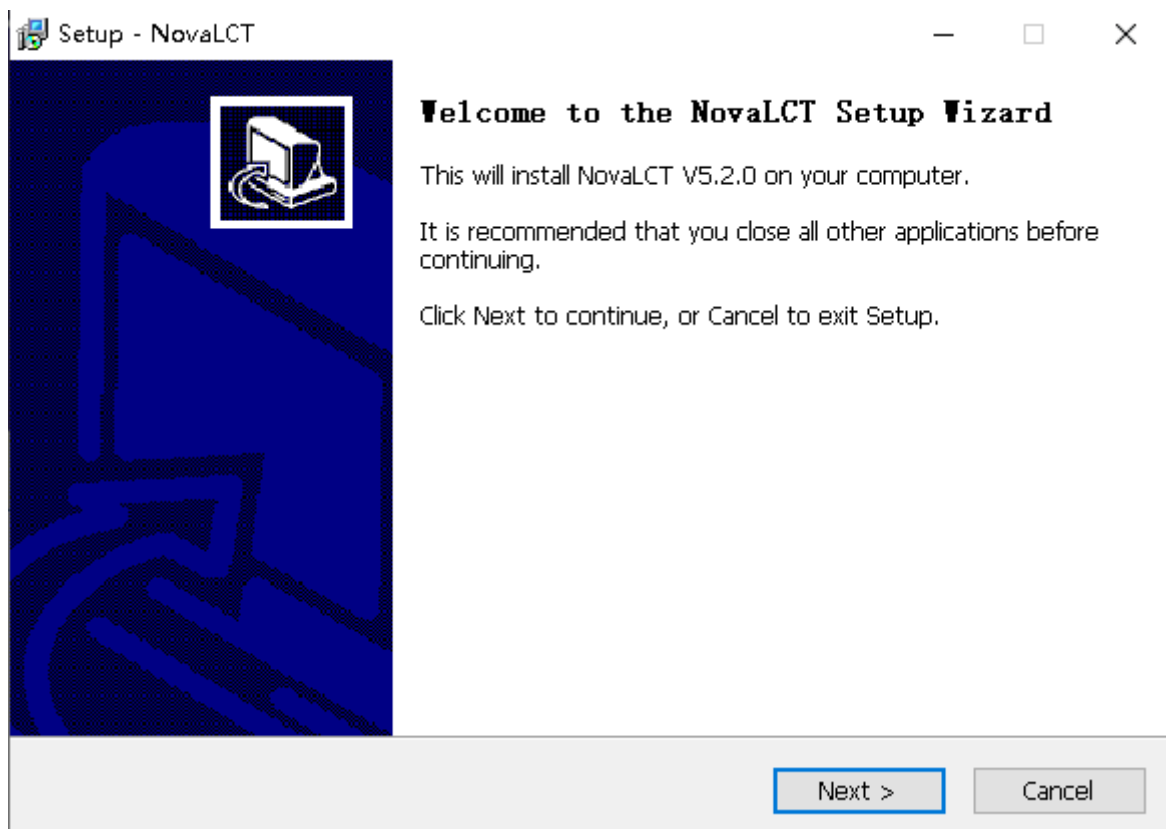 Setup - NovaLCT
Welcome to the NovaLCT Setup Wizard
This will install NovaLCT V5.2.0 on your computer.
It is recommended that you close all other applications before
continuing.
Click Next to continue, or Cancel to exit Setup.
Next >
Cancel